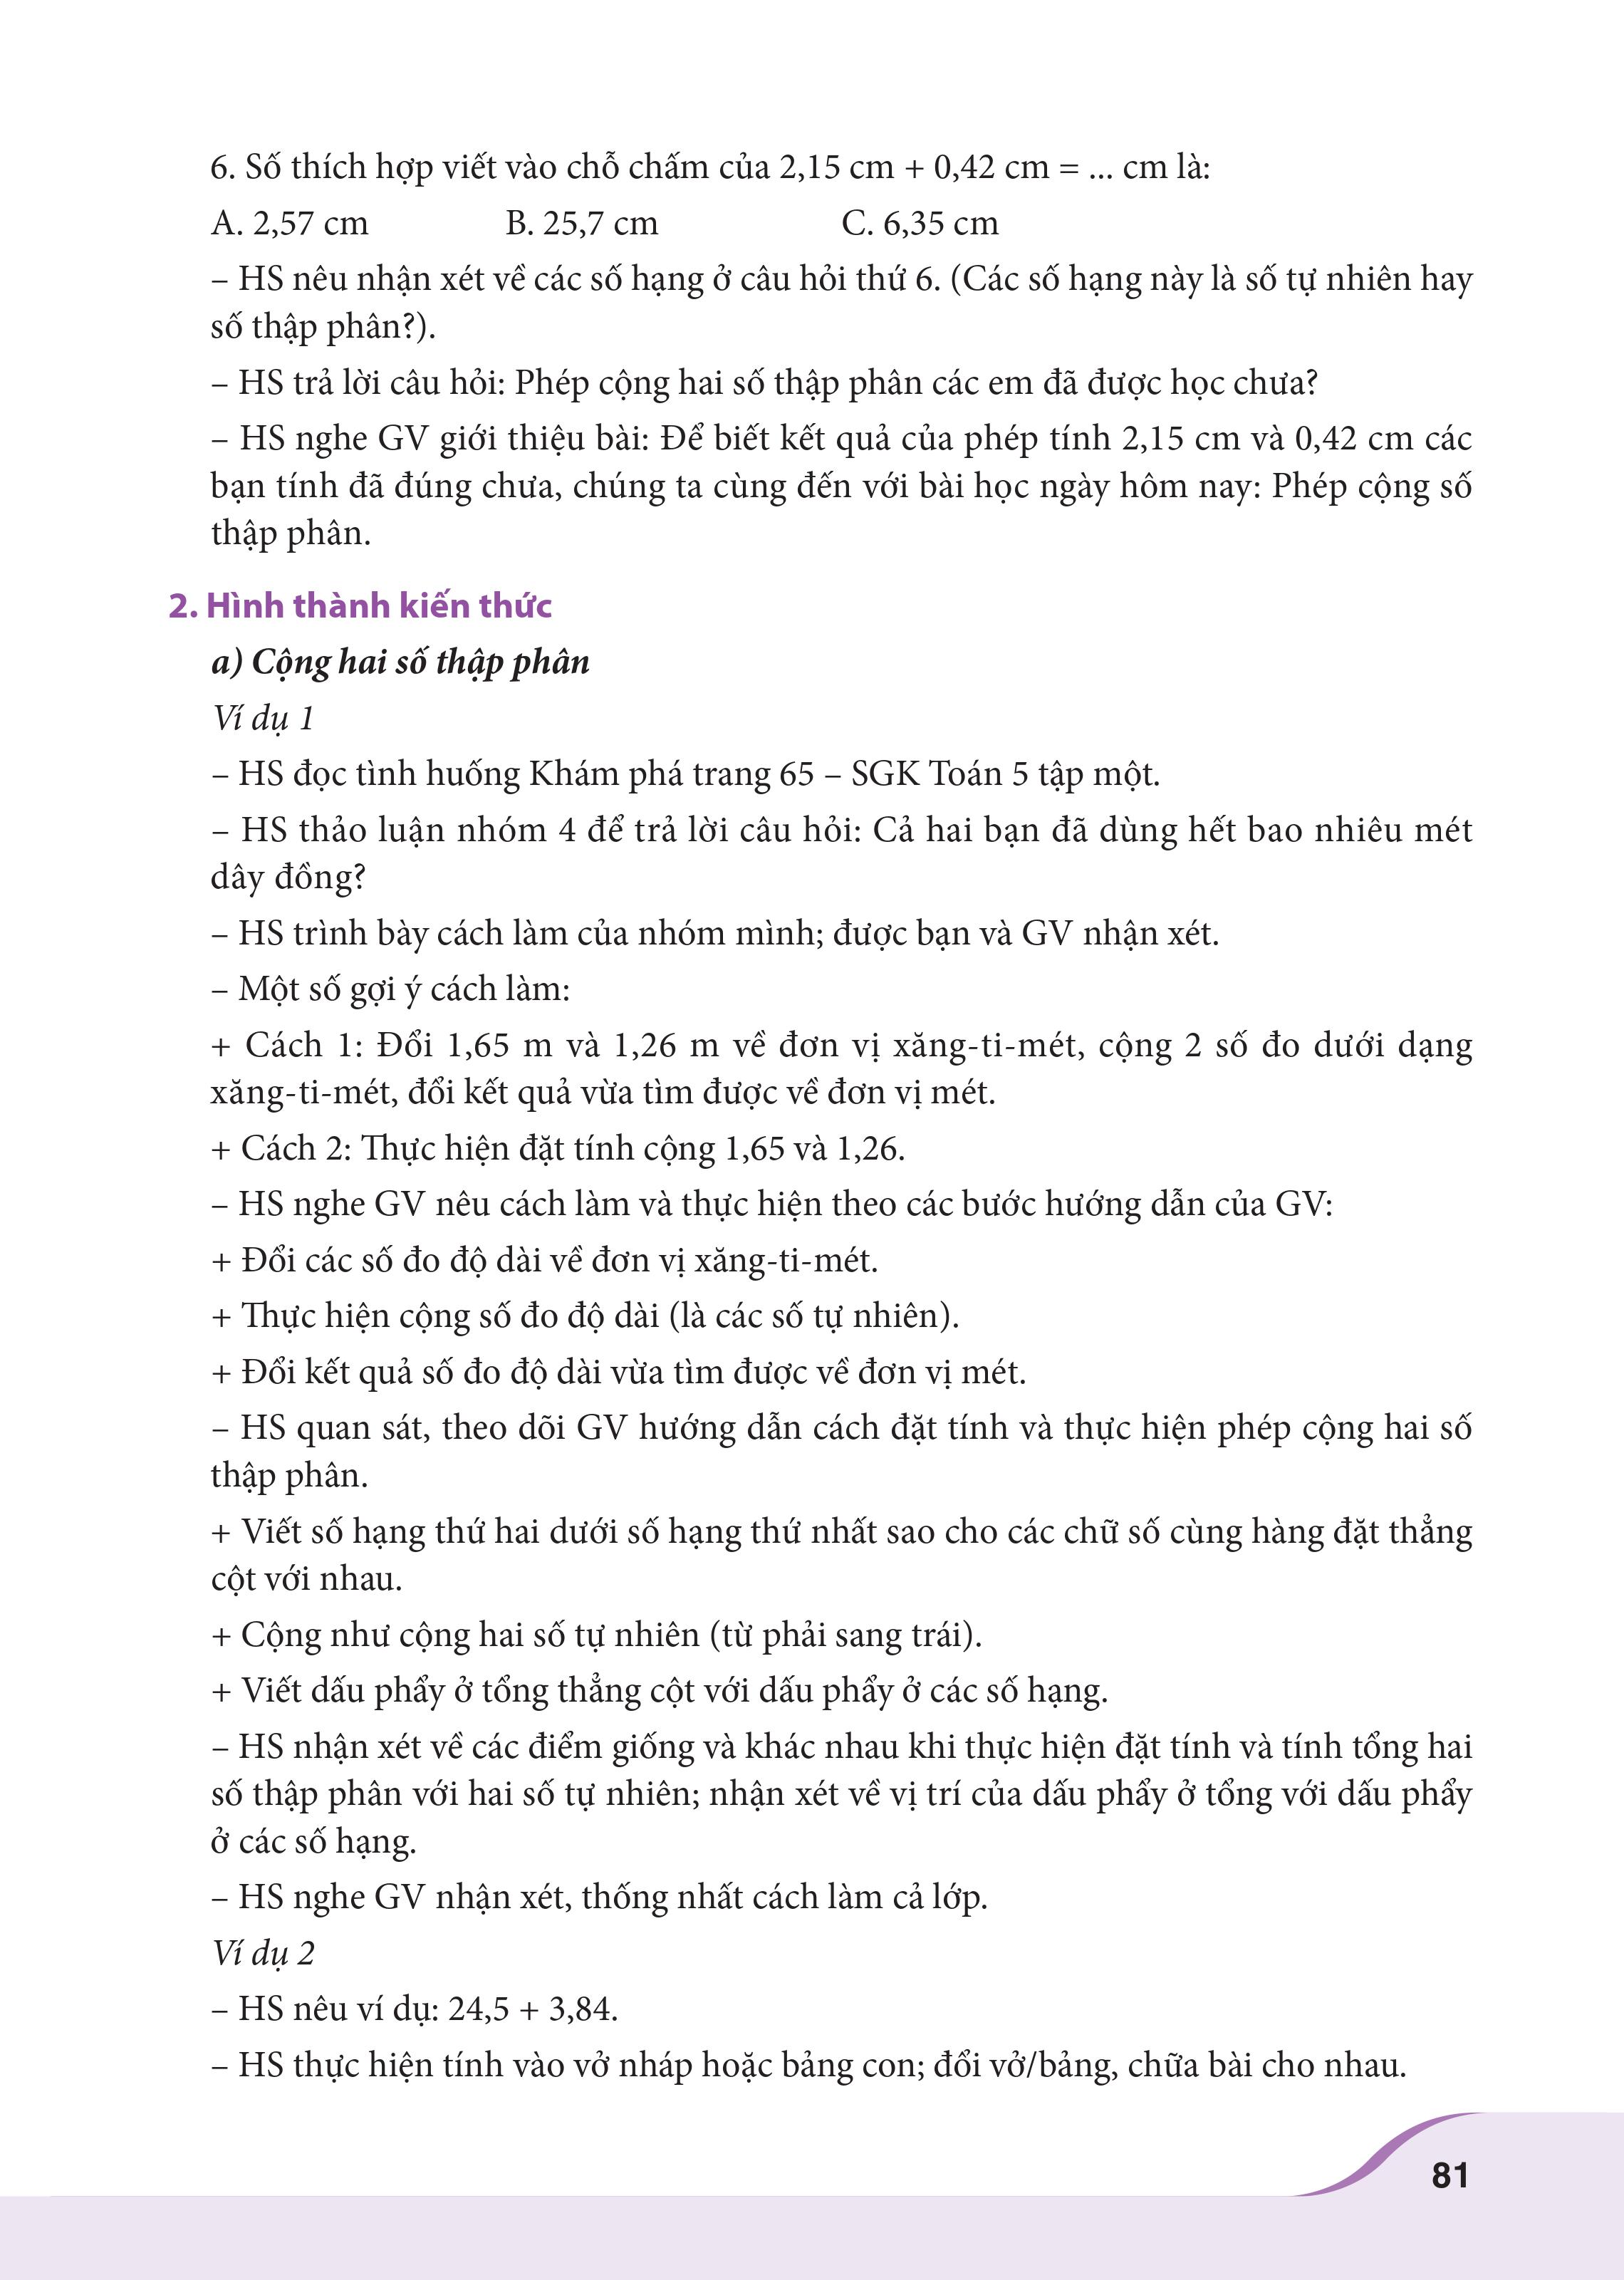 6. Số thích hợp viết vào chỗ chấm của 2,15 cm + 0,42 cm = ... cm là:
A. 2,57 cm B. 25,7 cm C. 6,35 cm
– HS nêu nhận xét về các số hạng ở câu hỏi thứ 6. (Các số hạng này là số tự nhiên hay
số thập phân?).
– HS trả lời câu hỏi: Phép cộng hai số thập phân các em đã được học chưa?
– HS nghe GV giới thiệu bài: Để biết kết quả của phép tính 2,15 cm và 0,42 cm các
bạn tính đã đúng chưa, chúng ta cùng đến với bài học ngày hôm nay: Phép cộng số
thập phân.
2. Hình thành kiến thức
a) Cộng hai số thập phân
Ví dụ 1
– HS đọc tình huống Khám phá trang 65 – SGK Toán 5 tập một.
– HS thảo luận nhóm 4 để trả lời câu hỏi: Cả hai bạn đã dùng hết bao nhiêu mét
dây đồng?
– HS trình bày cách làm của nhóm mình; được bạn và GV nhận xét.
– Một số gợi ý cách làm:
+ Cách 1: Đổi 1,65 m và 1,26 m về đơn vị xăng-ti-mét, cộng 2 số đo dưới dạng
xăng-ti-mét, đổi kết quả vừa tìm được về đơn vị mét.
+ Cách 2: Thực hiện đặt tính cộng 1,65 và 1,26.
– HS nghe GV nêu cách làm và thực hiện theo các bước hướng dẫn của GV:
+ Đổi các số đo độ dài về đơn vị xăng-ti-mét.
+ Thực hiện cộng số đo độ dài (là các số tự nhiên).
+ Đổi kết quả số đo độ dài vừa tìm được về đơn vị mét.
– HS quan sát, theo dõi GV hướng dẫn cách đặt tính và thực hiện phép cộng hai số
thập phân.
+ Viết số hạng thứ hai dưới số hạng thứ nhất sao cho các chữ số cùng hàng đặt thẳng
cột với nhau.
+ Cộng như cộng hai số tự nhiên (từ phải sang trái).
+ Viết dấu phẩy ở tổng thẳng cột với dấu phẩy ở các số hạng.
– HS nhận xét về các điểm giống và khác nhau khi thực hiện đặt tính và tính tổng hai
số thập phân với hai số tự nhiên; nhận xét về vị trí của dấu phẩy ở tổng với dấu phẩy
ở các số hạng.
– HS nghe GV nhận xét, thống nhất cách làm cả lớp.
Ví dụ 2
– HS nêu ví dụ: 24,5 + 3,84.
– HS thực hiện tính vào vở nháp hoặc bảng con; đổi vở/bảng, chữa bài cho nhau.
81